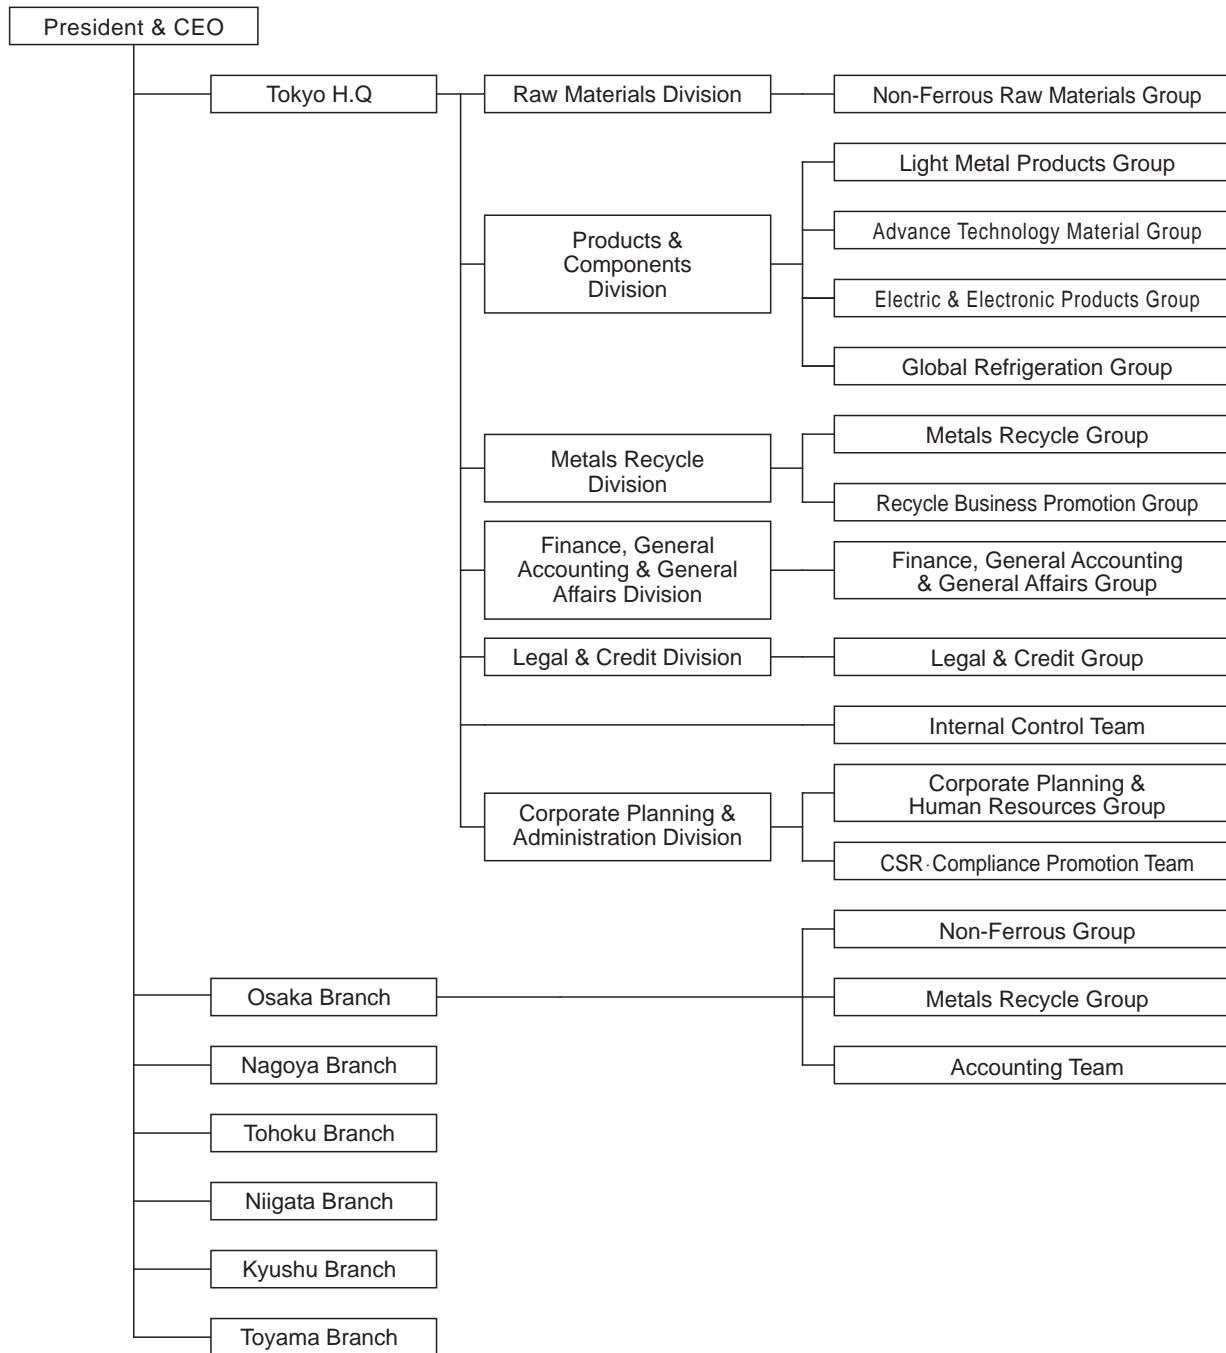 President & CEO
Tokyo H.Q
Raw Materials Division
Non-Ferrous Raw Materials Group
Products &
Components
Division
Light Metal Products Group
Advance Technology Material Group
Electric & Electronic Products Group
Global Refrigeration Group
Metals Recycle
Division
Metals Recycle Group
Recycle Business Promotion Group
Finance, General
Accounting & General
Affairs Division
Finance, General Accounting
& General Affairs Group
Legal & Credit Division
Legal & Credit Group
Internal Control Team
Corporate Planning &
Administration Division
Corporate Planning &
Human Resources Group
CSR·Compliance Promotion Team
Osaka Branch
Non-Ferrous Group
Metals Recycle Group
Accounting Team
Nagoya Branch
Tohoku Branch
Niigata Branch
Kyushu Branch
Toyama Branch